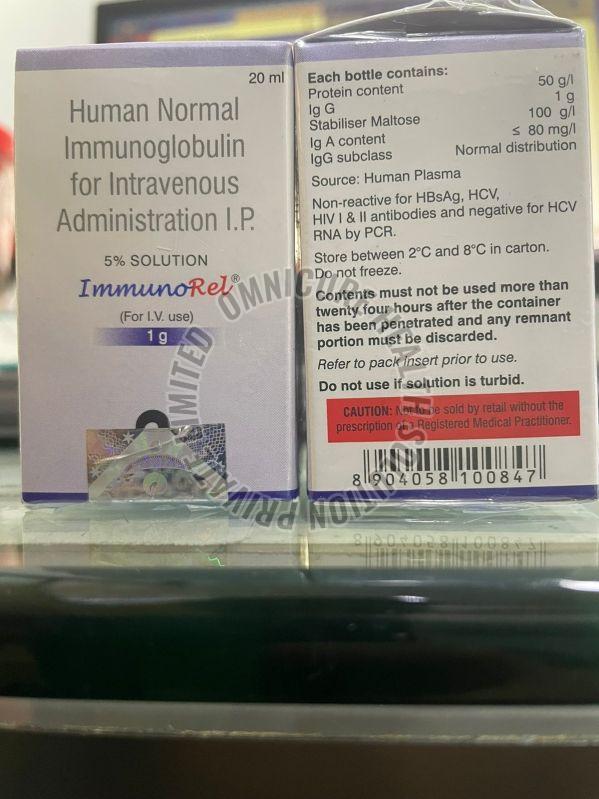 20 ml
Human Normal
Immunoglobulin
for Intravenous
Administration I.P.
5% SOLUTION
ImmunoRel®
(For I.V. use)
1 g
Each bottle contains:
Protein content 50 g/l
Ig G 1 g
Stabiliser Maltose 100 g/l
Ig A content ≤ 80 mg/l
IgG subclass Normal distribution
Source: Human Plasma
Non-reactive for HBsAg, HCV,
HIV I & II antibodies and negative for HCV
RNA by PCR.
Store between 2°C and 8°C in carton.
Do not freeze.
Contents must not be used more than
twenty four hours after the container
has been penetrated and any remnant
portion must be discarded.
Refer to pack insert prior to use.
Do not use if solution is turbid.
CAUTION: Not to be sold by retail without the
prescription of a Registered Medical Practitioner.
8 904058 100847
OMNICURE HEALTHSOLUTION PRIVATE LIMITED